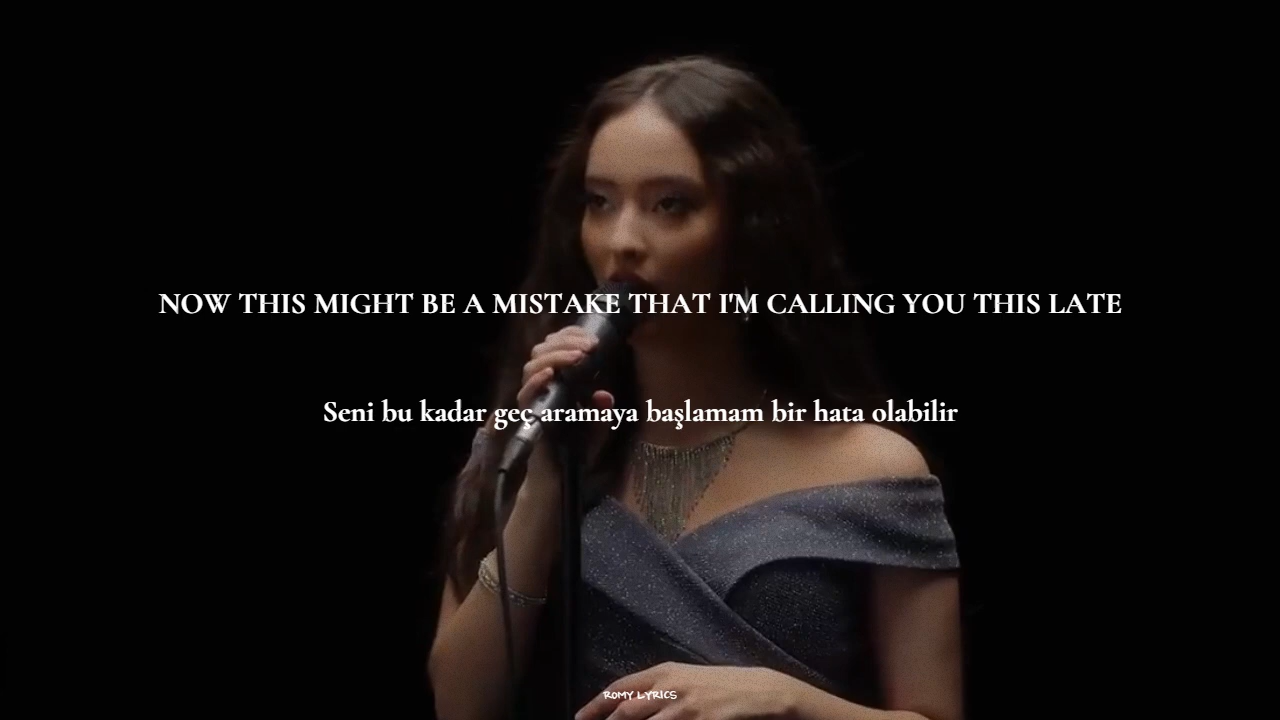 NOW THIS MIGHT BE A MISTAKE THAT I'M CALLING YOU THIS LATE
Seni bu kadar geç aramaya başlamam bir hata olabilir
ROMY LYRICS